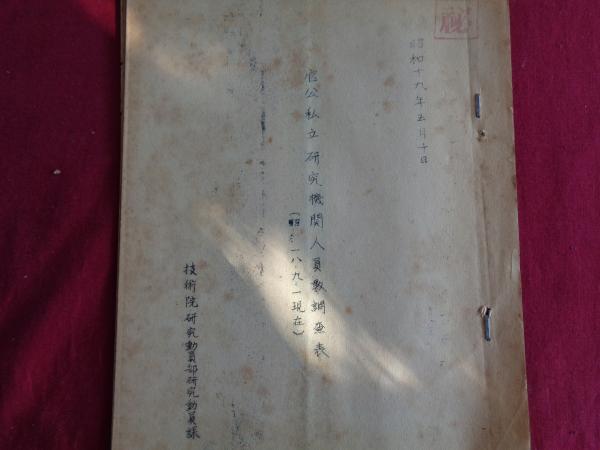 秘
昭和十九年五月十日
官公私立研究機関人員数調査表
(昭一八・九・一現在)
技術院研究動員部研究動員課